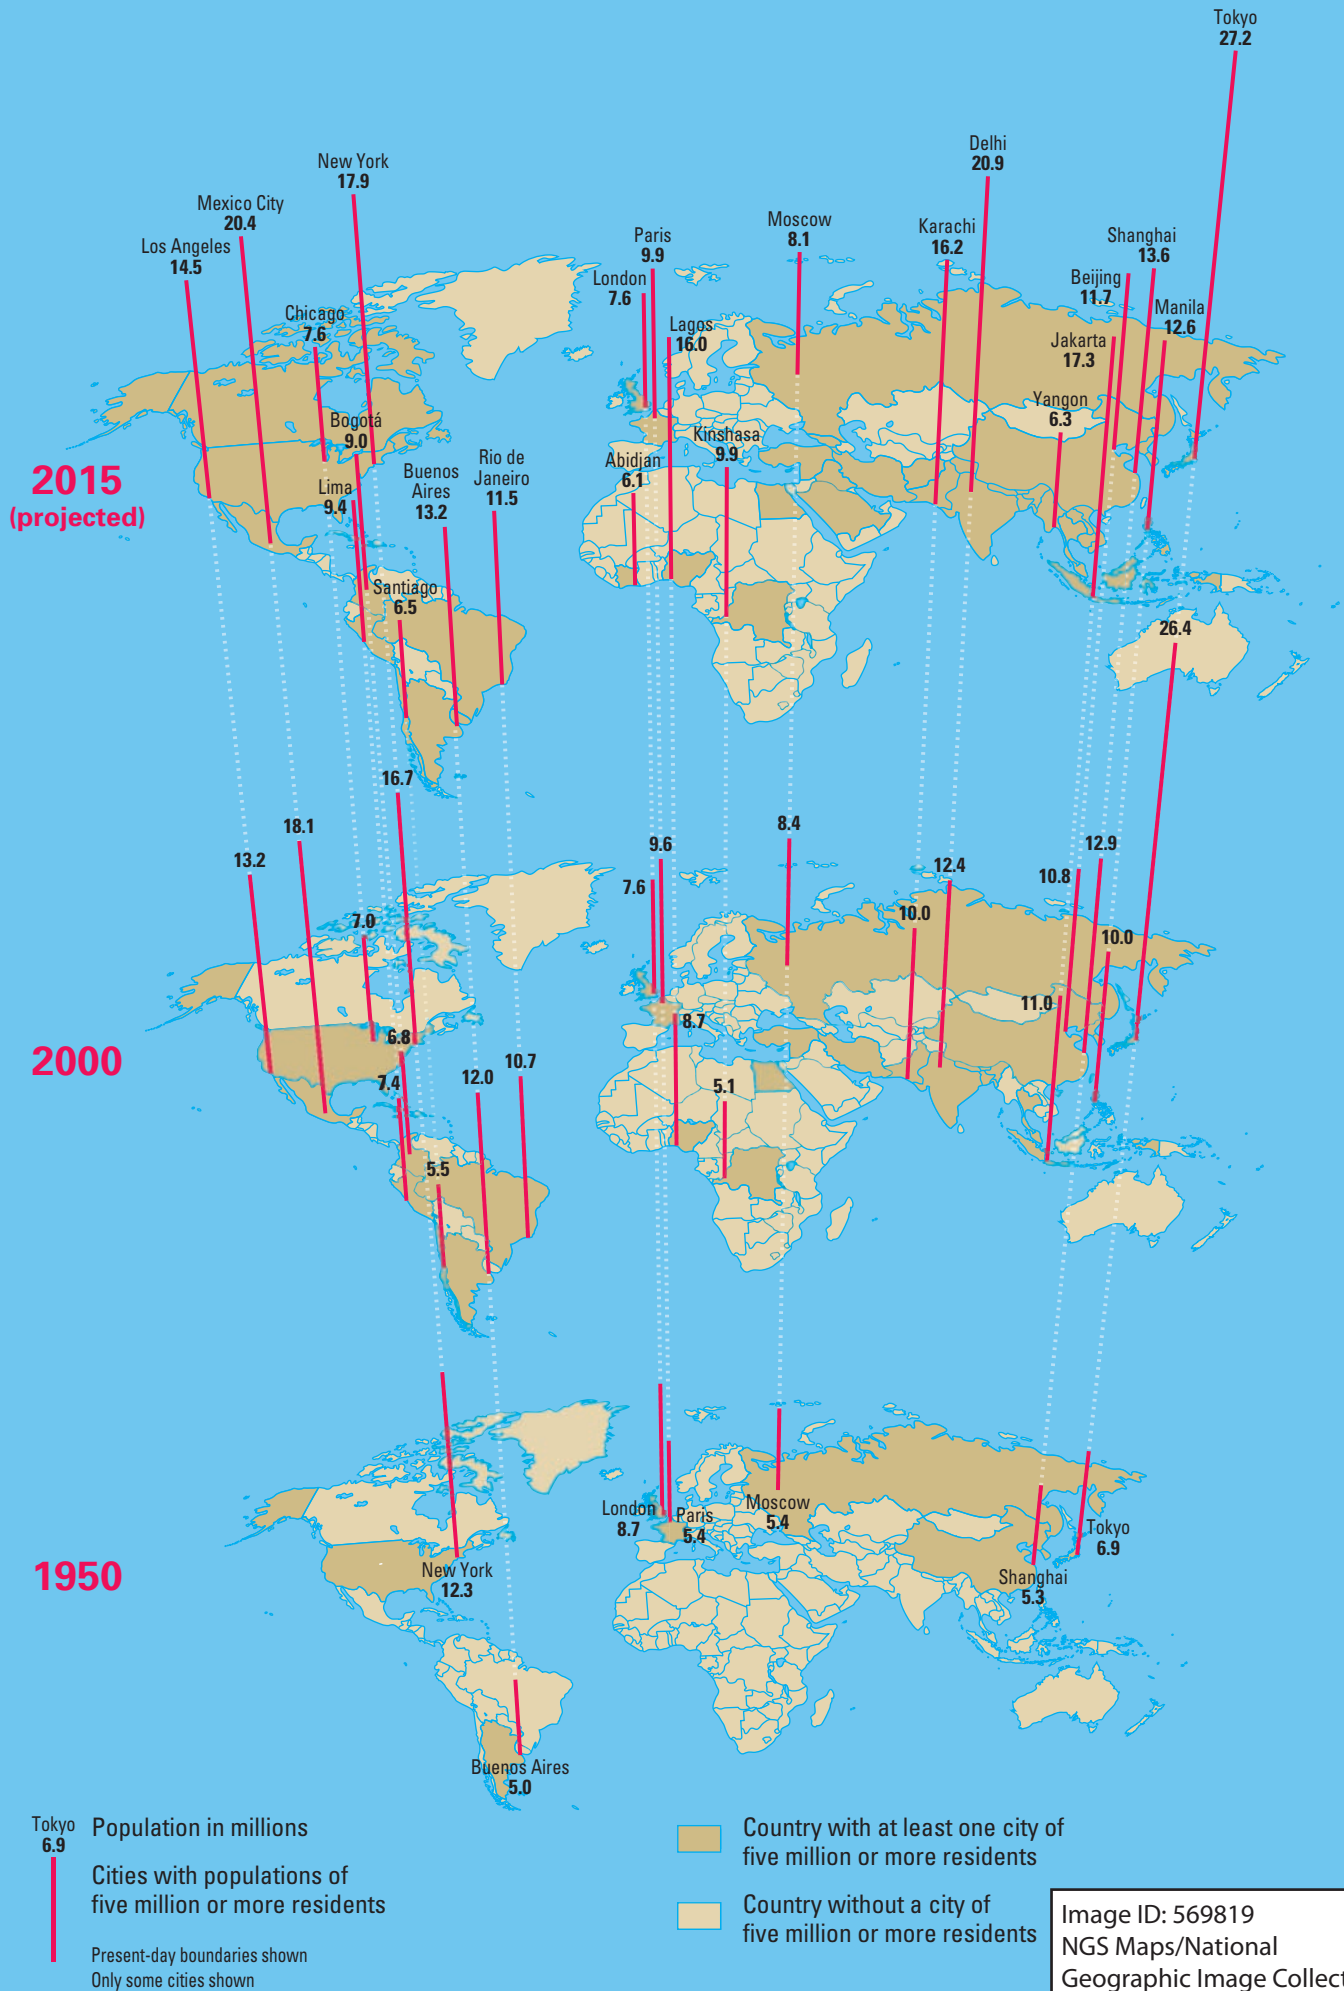 Tokyo
27.2
Delhi
20.9
New York
17.9
Mexico City
20.4
Los Angeles
14.5
Paris
9.9
Moscow
8.1
Karachi
16.2
Shanghai
13.6
London
7.6
Beijing
11.7
Chicago
7.6
Lagos
16.0
Manila
12.6
Jakarta
17.3
Yangon
6.3
Bogotá
9.0
Kinshasa
9.9
Abidjan
6.1
Buenos
Aires
13.2
Rio de
Janeiro
11.5
Lima
9.4
Santiago
6.5
2015
(projected)
26.4
16.7
18.1
13.2
7.0
9.6
7.6
8.4
12.4
10.0
12.9
10.8
10.0
11.0
8.7
6.8
7.4
12.0
10.7
5.1
5.5
2000
London
8.7
Paris
5.4
Moscow
5.4
Tokyo
6.9
New York
12.3
Shanghai
5.3
1950
Buenos Aires
5.0
Tokyo
6.9
Population in millions
Cities with populations of
five million or more residents
Present-day boundaries shown
Only some cities shown
Country with at least one city of
five million or more residents
Country without a city of
five million or more residents
Image ID: 569819
NGS Maps/National
Geographic Image Collect